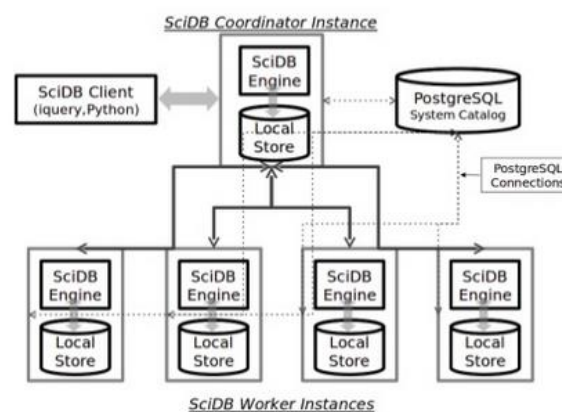 SciDB Coordinator Instance
SciDB Client
(iquery,Python)
SciDB
Engine
Local
Store
PostgreSQL
System Catalog
PostgreSQL
Connections
SciDB
Engine
Local
Store
SciDB
Engine
Local
Store
SciDB
Engine
Local
Store
SciDB
Engine
Local
Store
SciDB Worker Instances